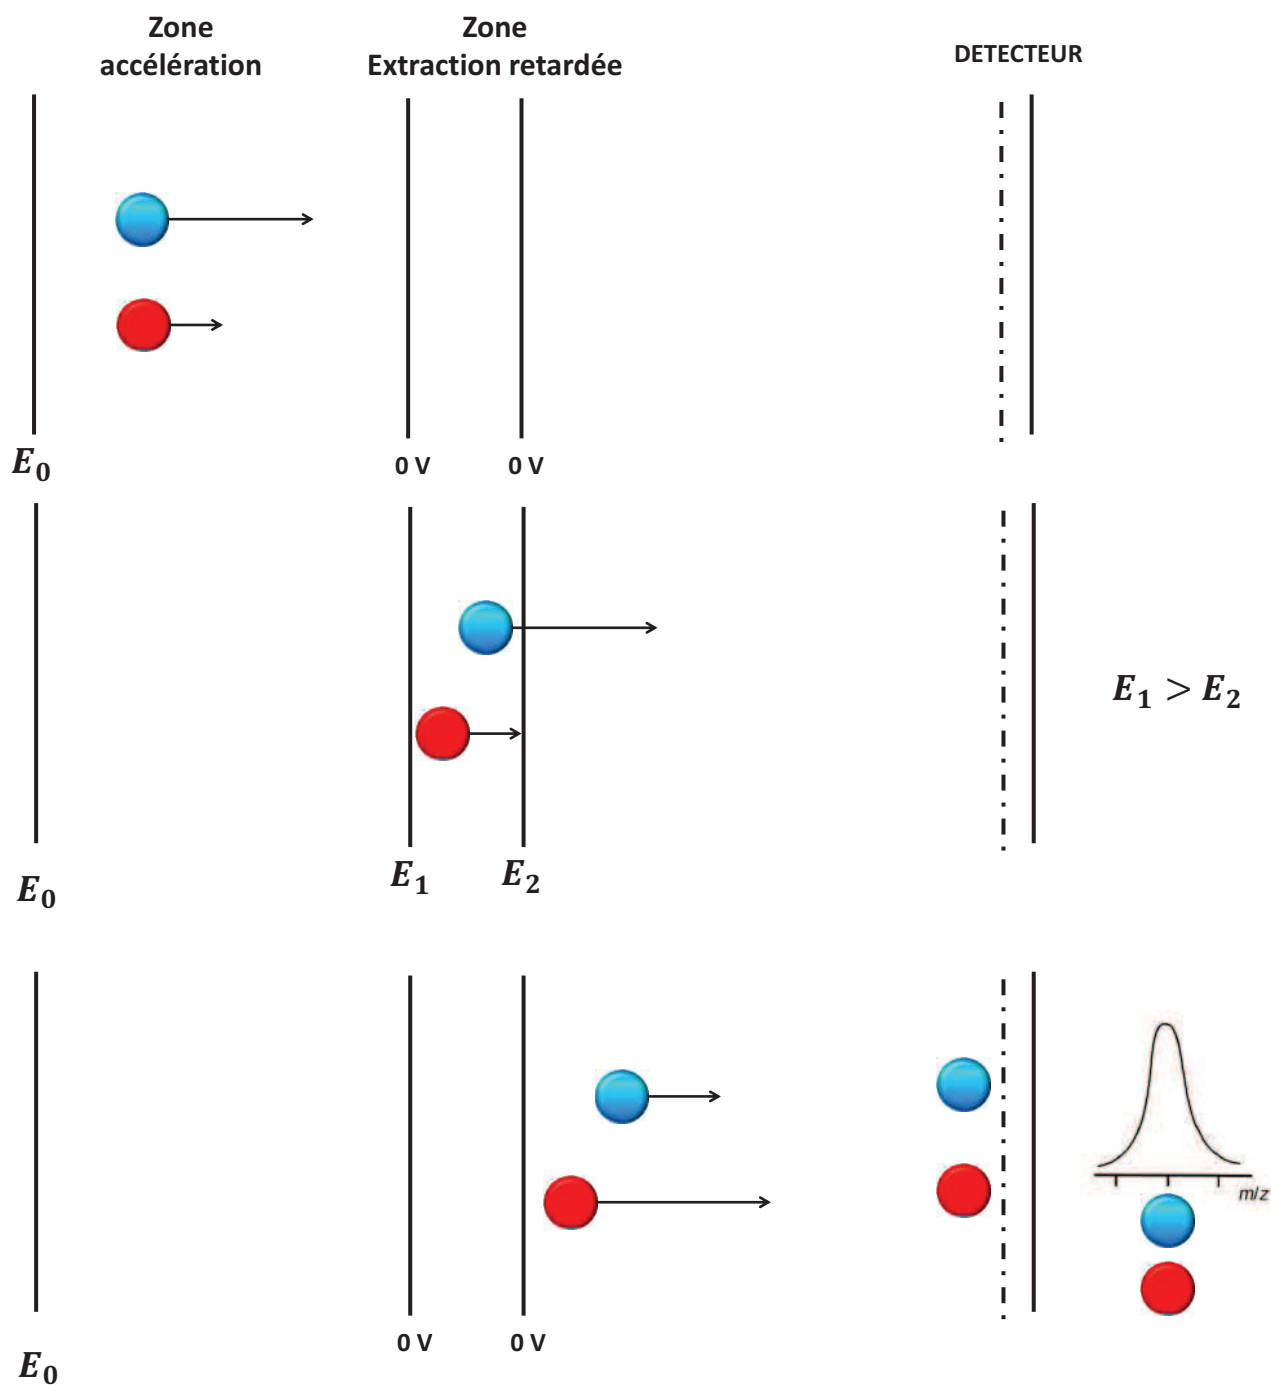 Zone
accélération
Zone
Extraction retardée
DETECTEUR
E₀
0 V
0 V
E₁ > E₂
E₀
E₁
E₂
m/z
E₀
0 V
0 V